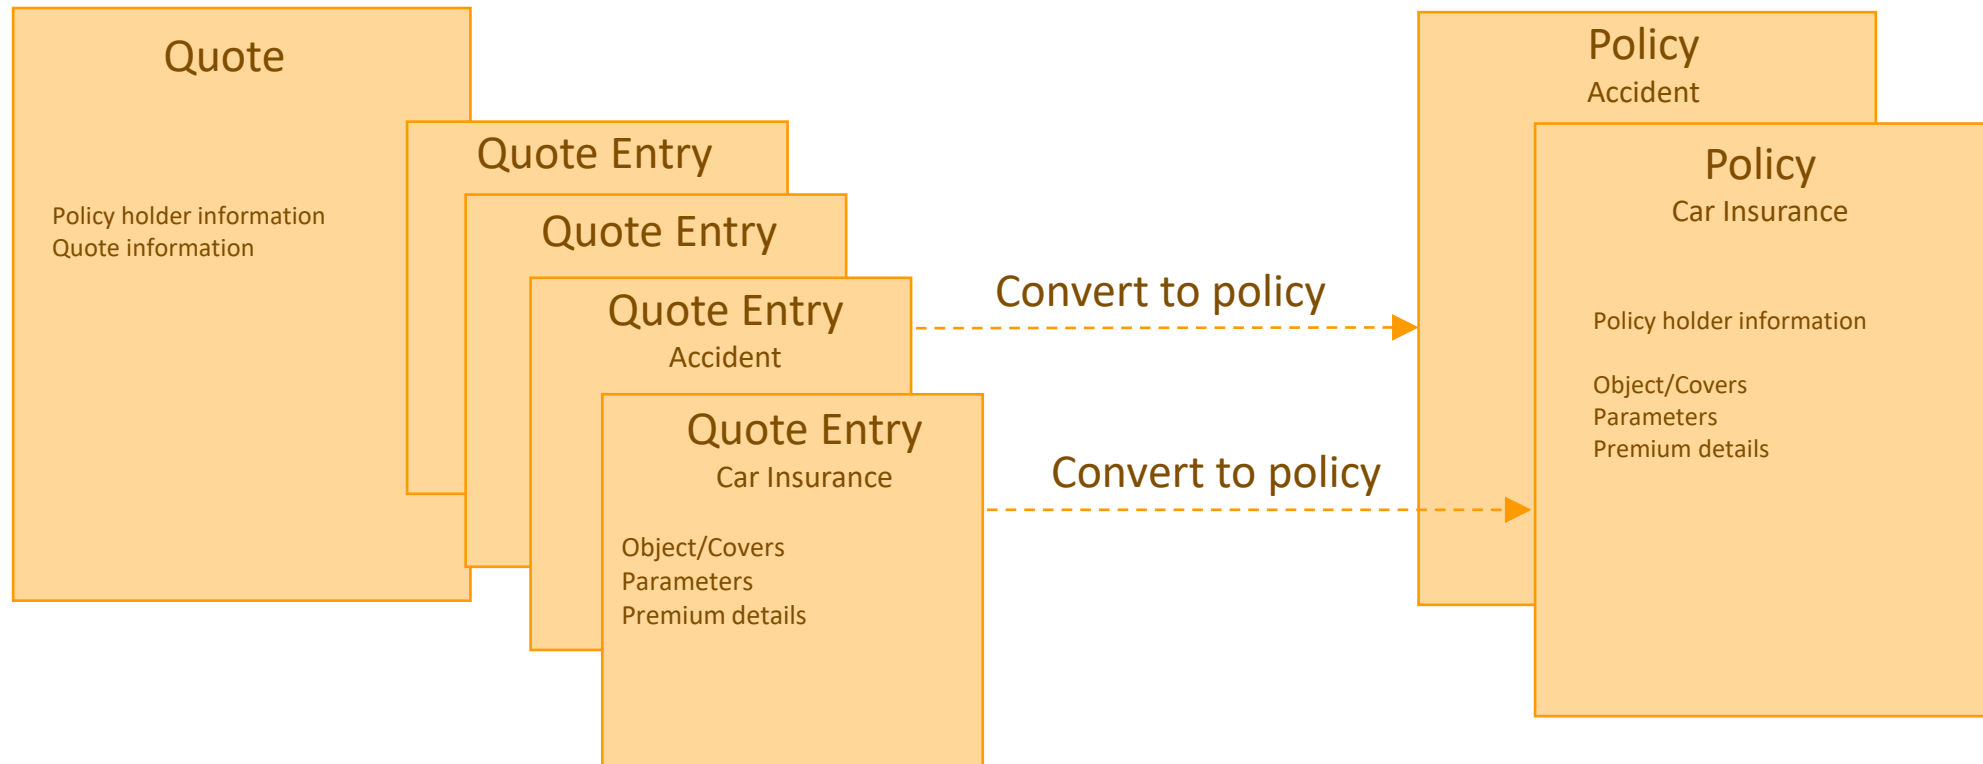 Quote
Policy holder information
Quote information
Quote Entry
Quote Entry
Quote Entry
Accident
Quote Entry
Car Insurance
Object/Covers
Parameters
Premium details
Convert to policy
Convert to policy
Policy
Accident
Policy
Car Insurance
Policy holder information
Object/Covers
Parameters
Premium details